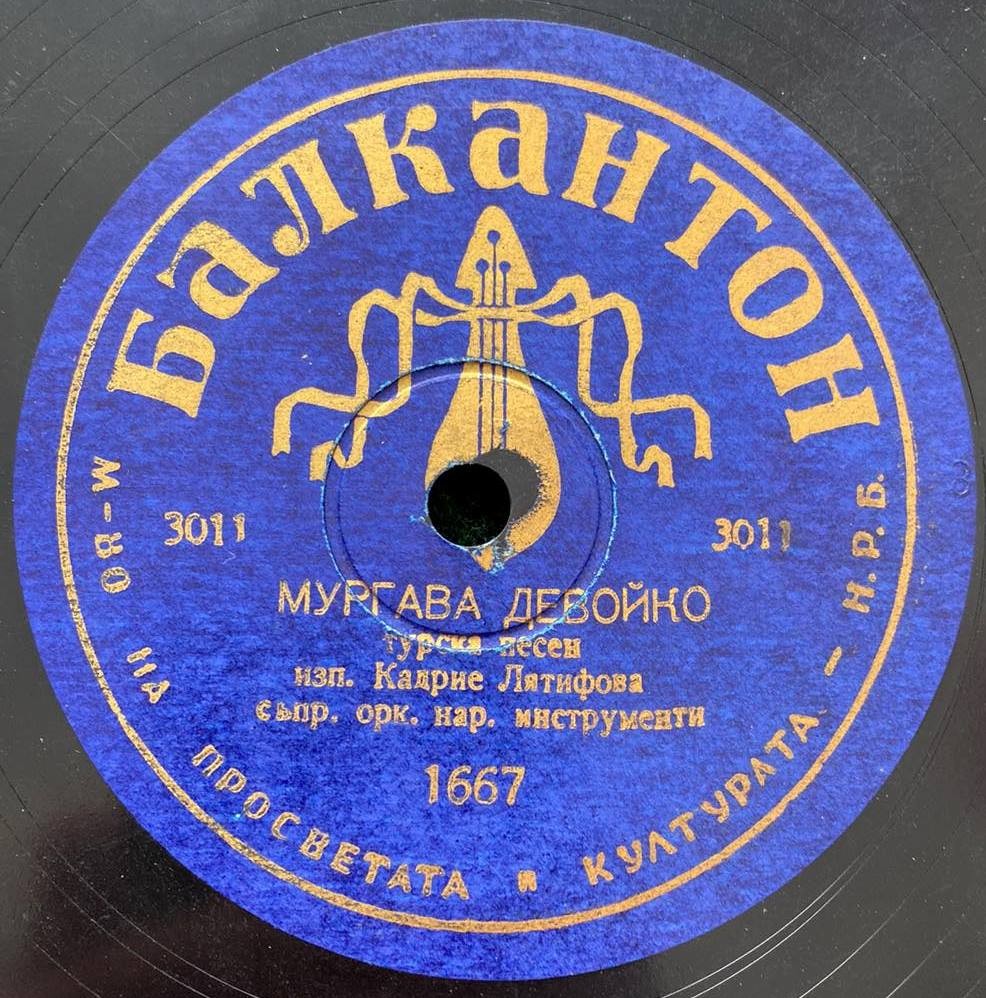 Балкантон
3011 3011
МУРГАВА ДЕВОЙКО
турска песен
изп. Кадрие Лятифова
съпр. орк. нар. инструменти
1667
М-ВО НА ПРОСВЕТАТА И КУЛТУРАТА – Н.Р.Б.